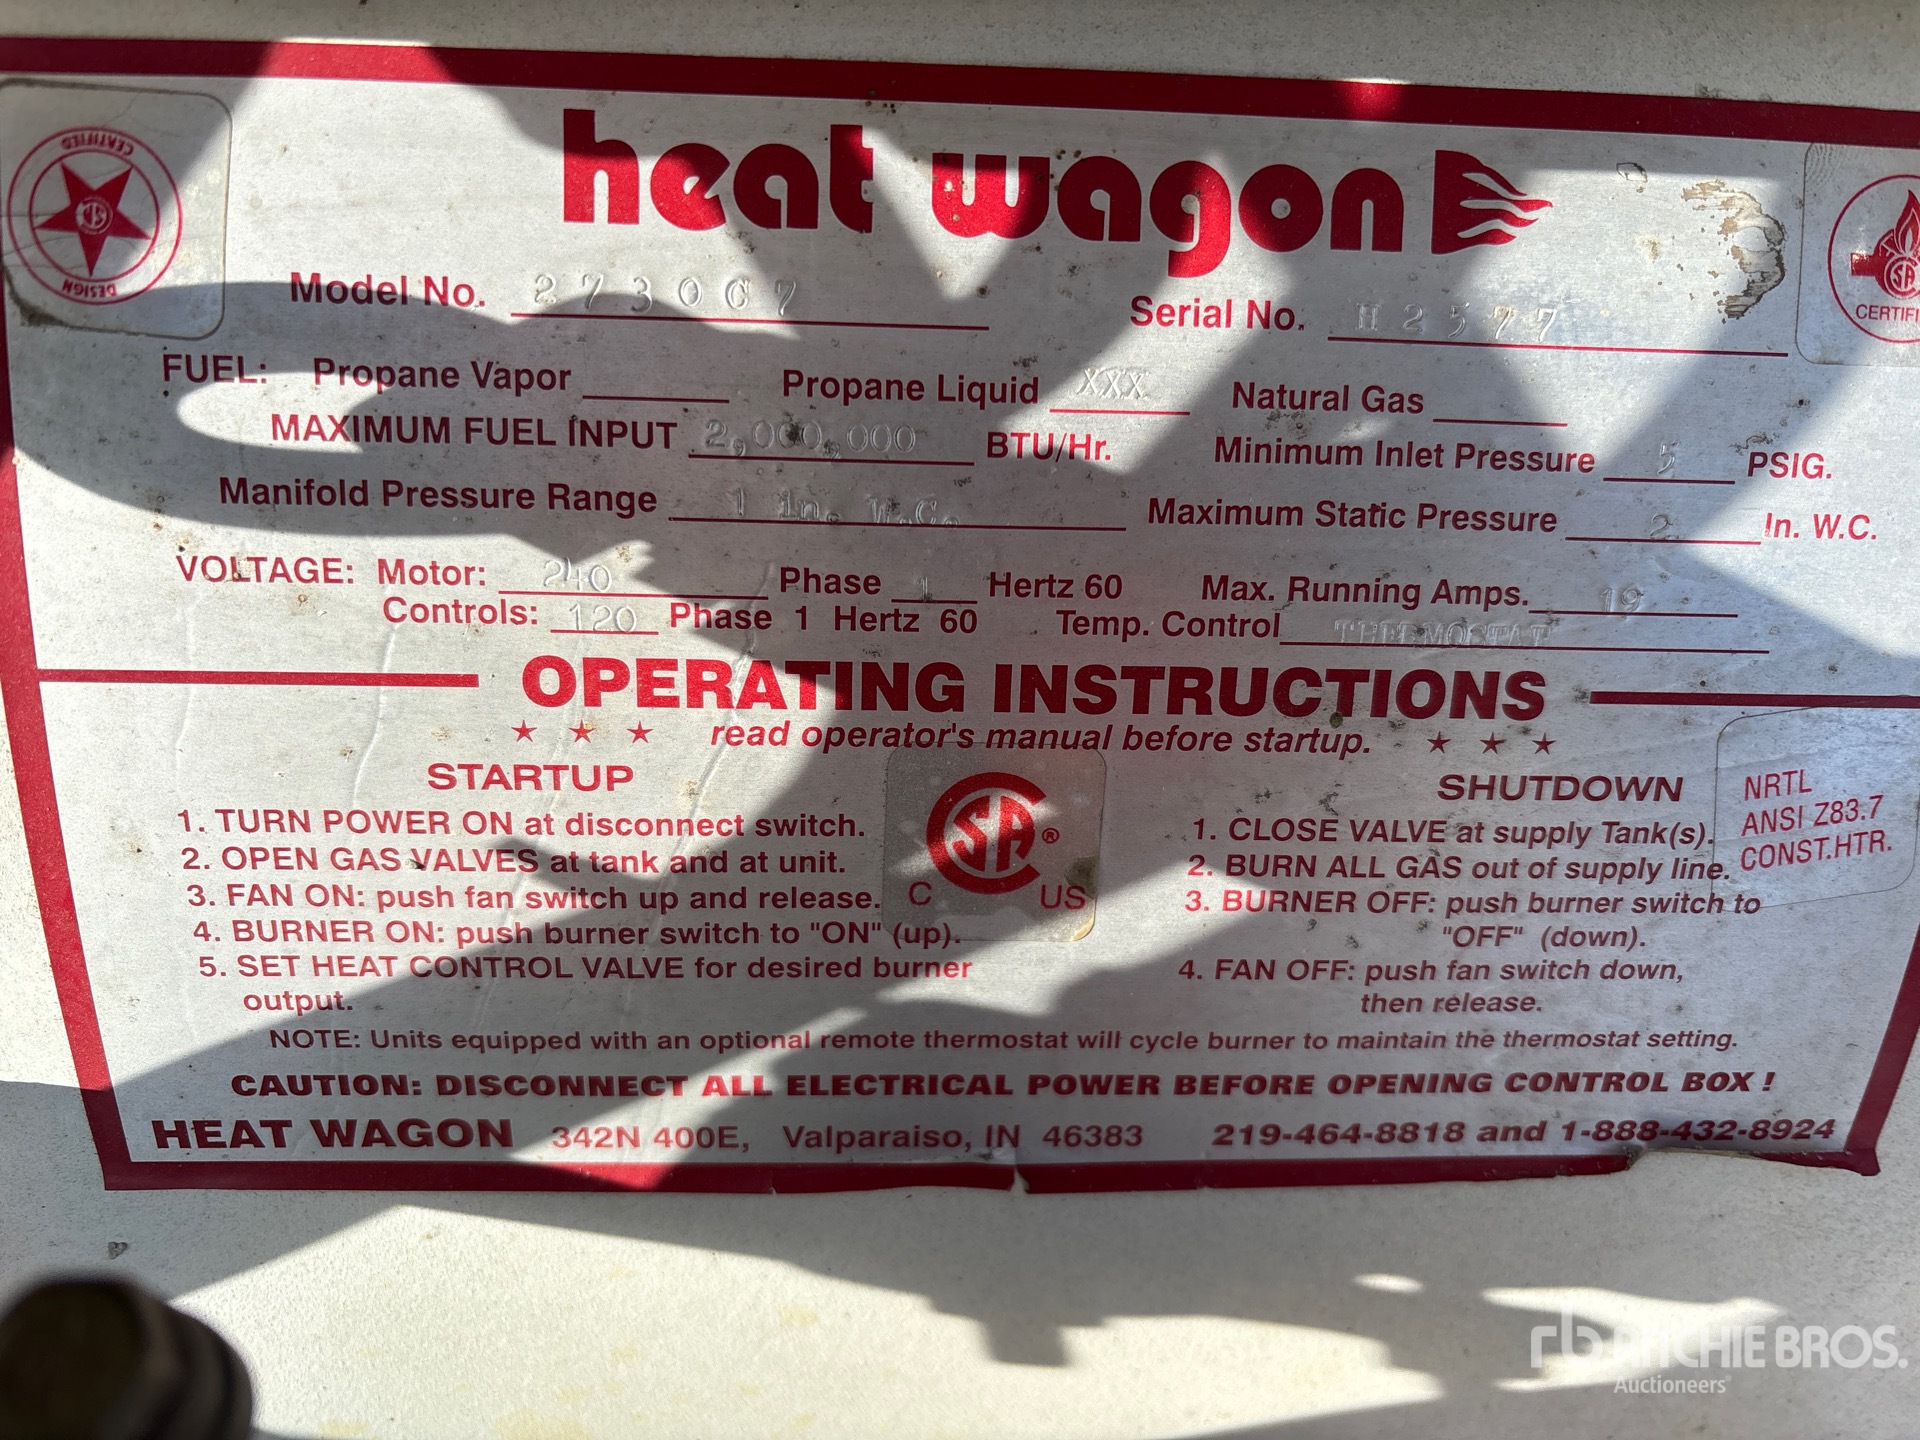 CERTIFIED
DESIGN
heat wagon
Model No. 2730C7
Serial No. H2577
CERTIFI
FUEL: Propane Vapor Propane Liquid XXX Natural Gas
MAXIMUM FUEL INPUT 2,000,000 BTU/Hr. Minimum Inlet Pressure 5 PSIG.
Manifold Pressure Range 1 in. W.C. Maximum Static Pressure 2 In. W.C.
VOLTAGE: Motor: 240 Phase 1 Hertz 60 Max. Running Amps. 19
Controls: 120 Phase 1 Hertz 60 Temp. Control THERMOSTAT
OPERATING INSTRUCTIONS
★ ★ ★ read operator's manual before startup. ★ ★ ★
STARTUP
1. TURN POWER ON at disconnect switch.
2. OPEN GAS VALVES at tank and at unit.
3. FAN ON: push fan switch up and release.
4. BURNER ON: push burner switch to "ON" (up).
5. SET HEAT CONTROL VALVE for desired burner
output.
SA ®
C US
SHUTDOWN
1. CLOSE VALVE at supply Tank(s).
2. BURN ALL GAS out of supply line.
3. BURNER OFF: push burner switch to
"OFF" (down).
4. FAN OFF: push fan switch down,
then release.
NRTL
ANSI Z83.7
CONST.HTR.
NOTE: Units equipped with an optional remote thermostat will cycle burner to maintain the thermostat setting.
CAUTION: DISCONNECT ALL ELECTRICAL POWER BEFORE OPENING CONTROL BOX !
HEAT WAGON 342N 400E, Valparaiso, IN 46383 219-464-8818 and 1-888-432-8924
rb RITCHIE BROS.
Auctioneers